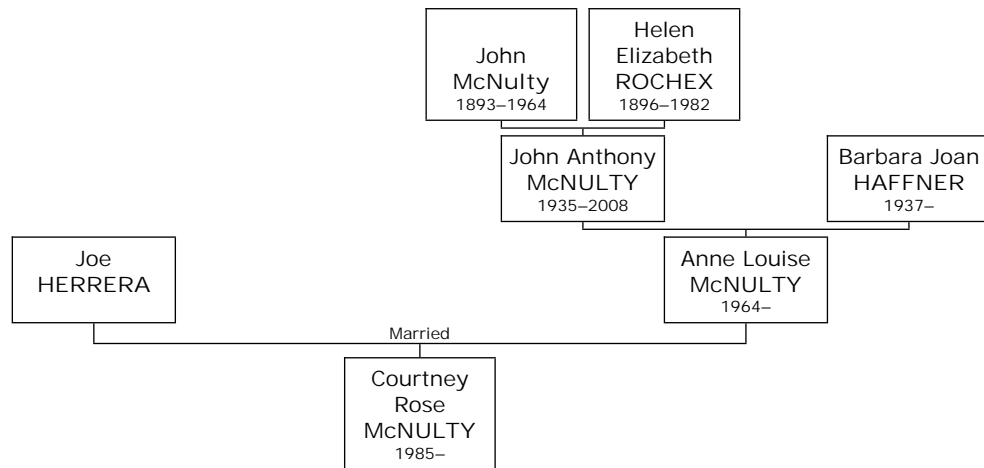 John
McNulty
1893–1964
Helen
Elizabeth
ROCHEX
1896–1982
John Anthony
McNULTY
1935–2008
Barbara Joan
HAFFNER
1937–
Joe
HERRERA
Anne Louise
McNULTY
1964–
Married
Courtney
Rose
McNULTY
1985–